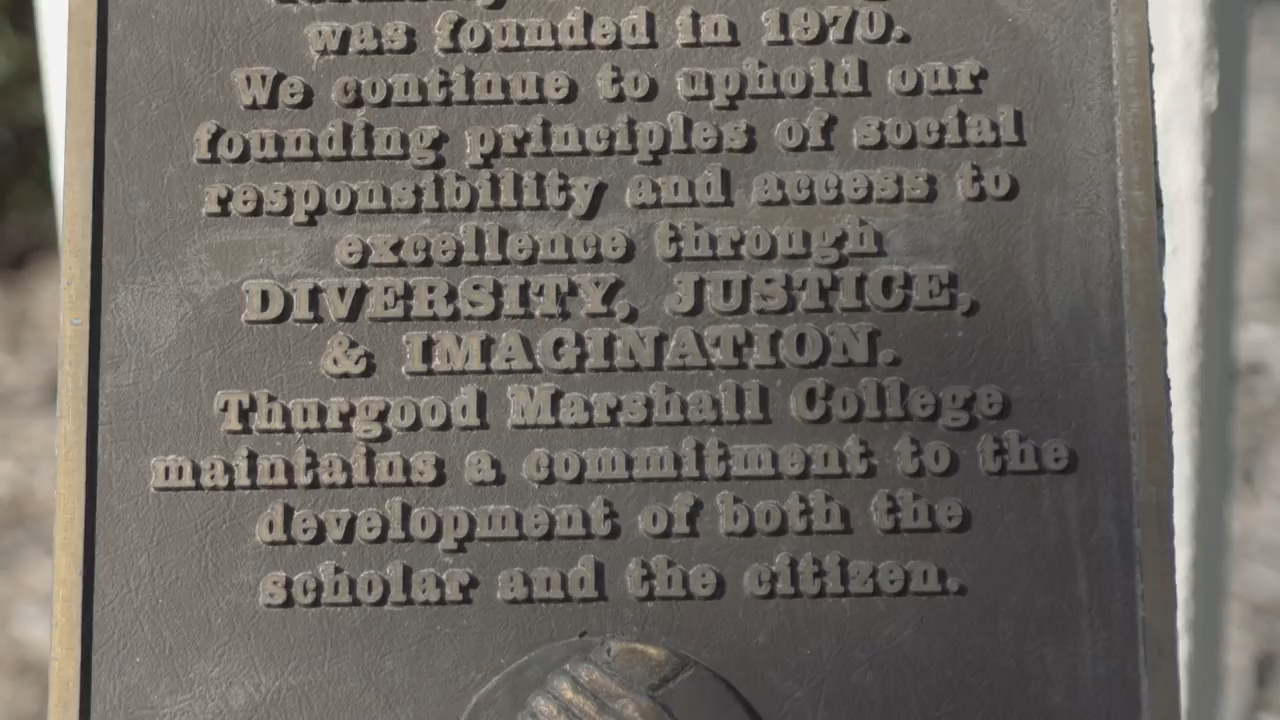 was founded in 1970.
We continue to uphold our
founding principles of social
responsibility and access to
excellence through
DIVERSITY, JUSTICE,
& IMAGINATION.
Thurgood Marshall College
maintains a commitment to the
development of both the
scholar and the citizen.